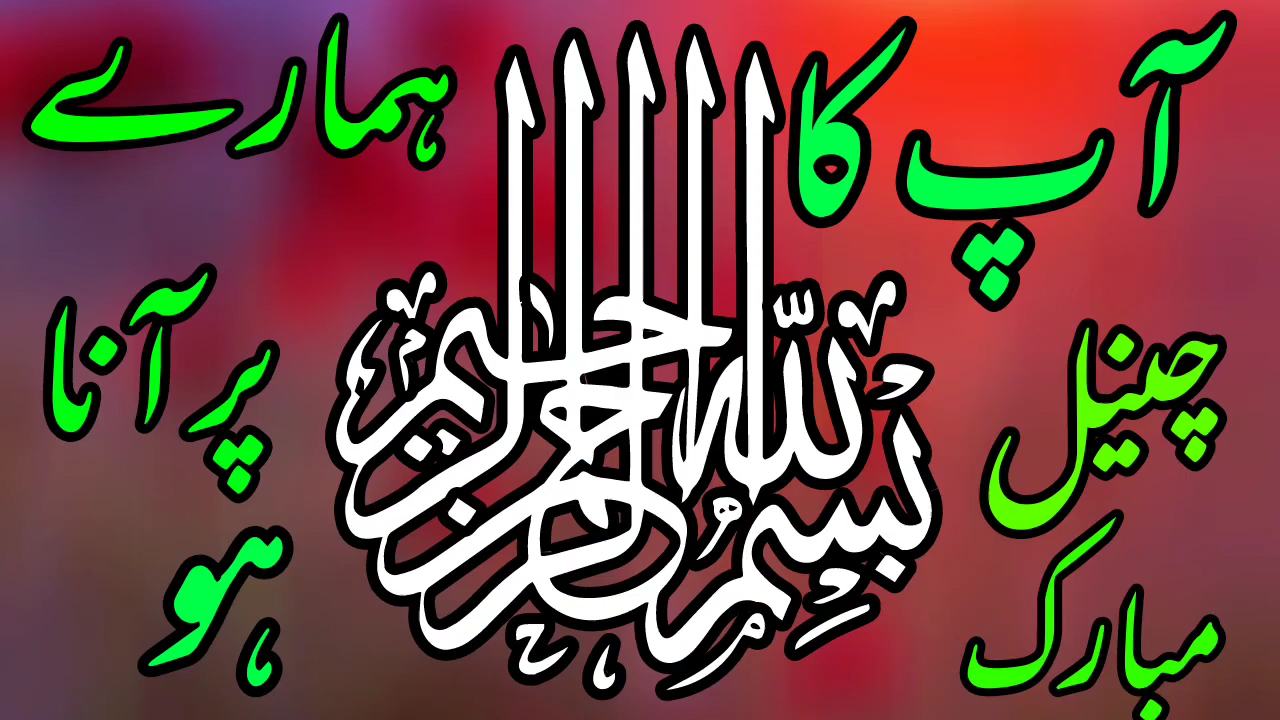 آپ کا
ہمارے
بسم الله الرحمن الرحيم
چینل
پر آنا
مبارک
ہو